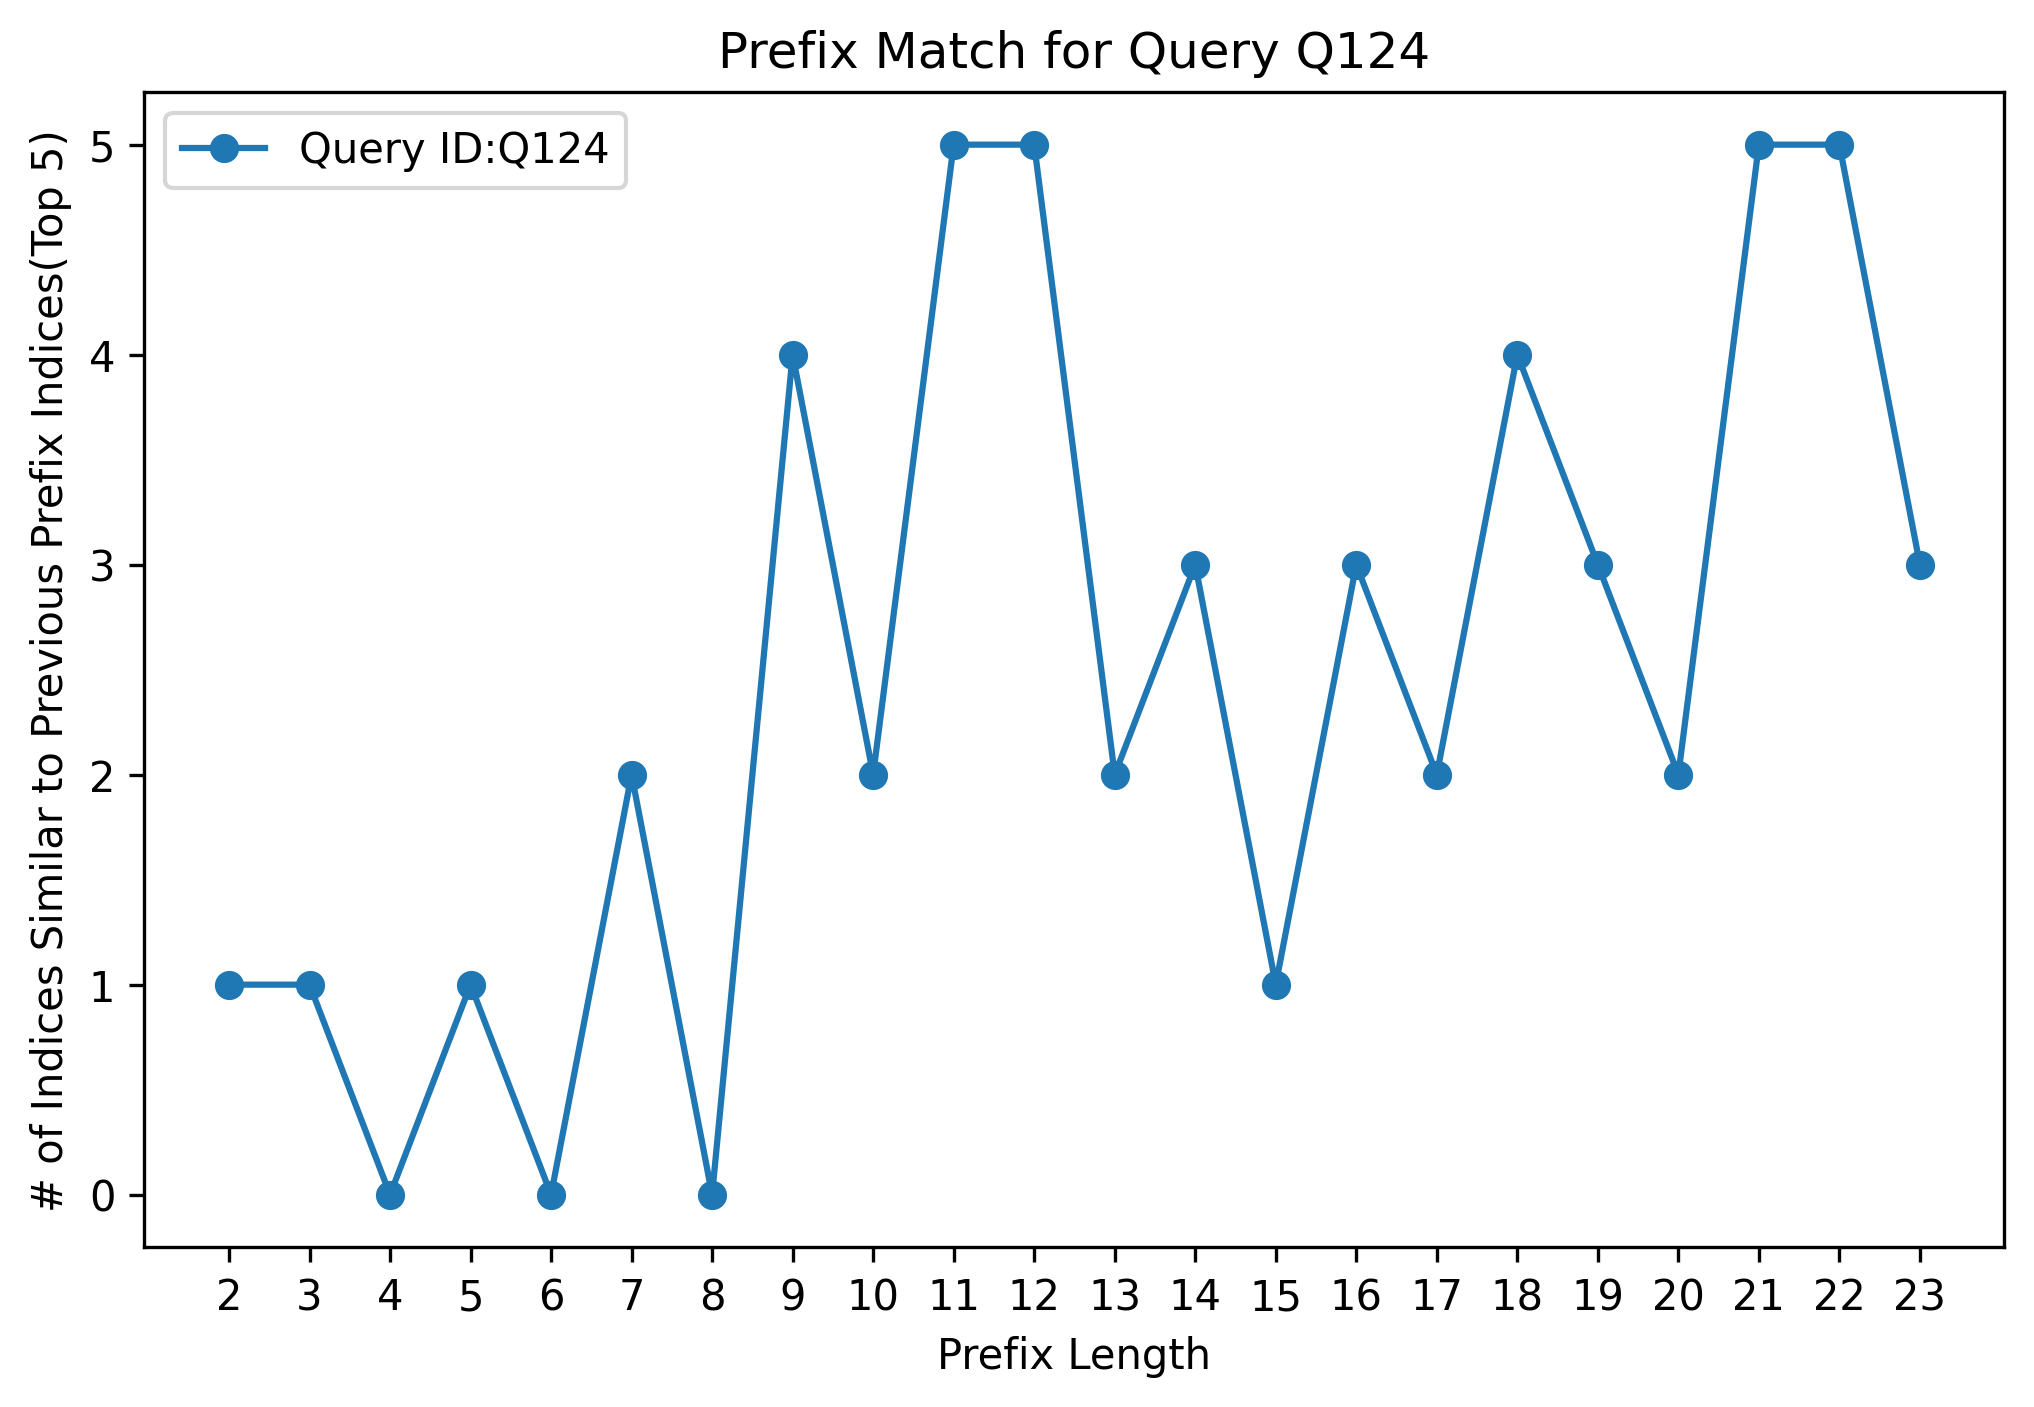 Prefix Match for Query Q124
Query ID:Q124
# of Indices Similar to Previous Prefix Indices(Top 5)
5
4
3
2
1
0
2 3 4 5 6 7 8 9 10 11 12 13 14 15 16 17 18 19 20 21 22 23
Prefix Length